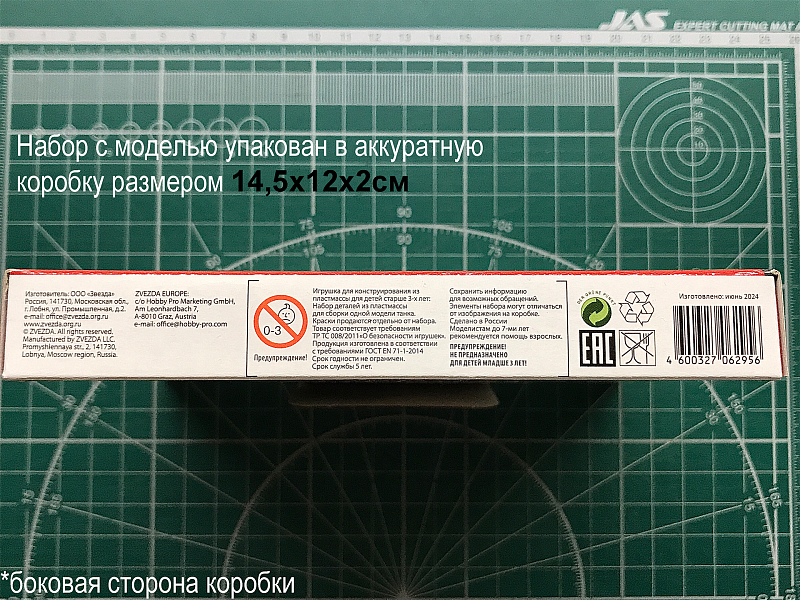 JAS EXPERT CUTTING MAT
Набор с моделью упакован в аккуратную
коробку размером 14,5х12х2см
Изготовитель: ООО "Звезда"
Россия, 141730, Московская обл.,
г. Лобня, ул. Промышленная, д.2.
e-mail: office@zvezda.org.ru
www.zvezda.org.ru
© ZVEZDA. All rights reserved.
Manufactured by ZVEZDA LLC.
Promyshlennaya str., 2, 141730,
Lobnya, Moscow region, Russia.
ZVEZDA EUROPE:
c/o Hobby Pro Marketing GmbH,
Am Leonhardbach 7,
A-8010 Graz, Austria
e-mail: office@hobby-pro.com
0-3
Предупреждение!
Игрушка для конструирования из
пластмассы для детей старше 3-х лет:
Набор деталей из пластмассы
для сборки одной модели танка.
Краски продаются отдельно от набора.
Товар соответствует требованиям
ТР ТС 008/2011«О безопасности игрушек».
Продукция изготовлена в соответствии
с требованиями ГОСТ EN 71-1-2014
Срок годности не ограничен.
Срок службы 5 лет.
Сохранить информацию
для возможных обращений.
Элементы набора могут отличаться
от изображения на коробке.
Сделано в России
Моделистам до 7-ми лет
рекомендуется помощь взрослых.
ПРЕДУПРЕЖДЕНИЕ!
НЕ ПРЕДНАЗНАЧЕНО
ДЛЯ ДЕТЕЙ МЛАДШЕ 3 ЛЕТ!
DER GRÜNE PUNKT
EAC
Изготовлено: июнь 2024
4 600327 062956
*боковая сторона коробки